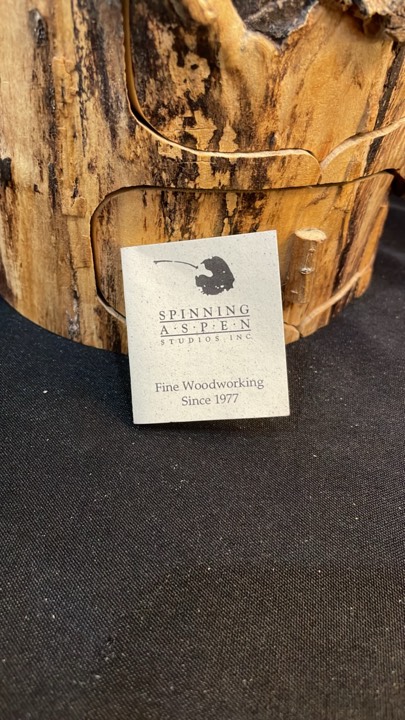 SPINNING
A·S·P·E·N
STUDIOS, INC
Fine Woodworking
Since 1977